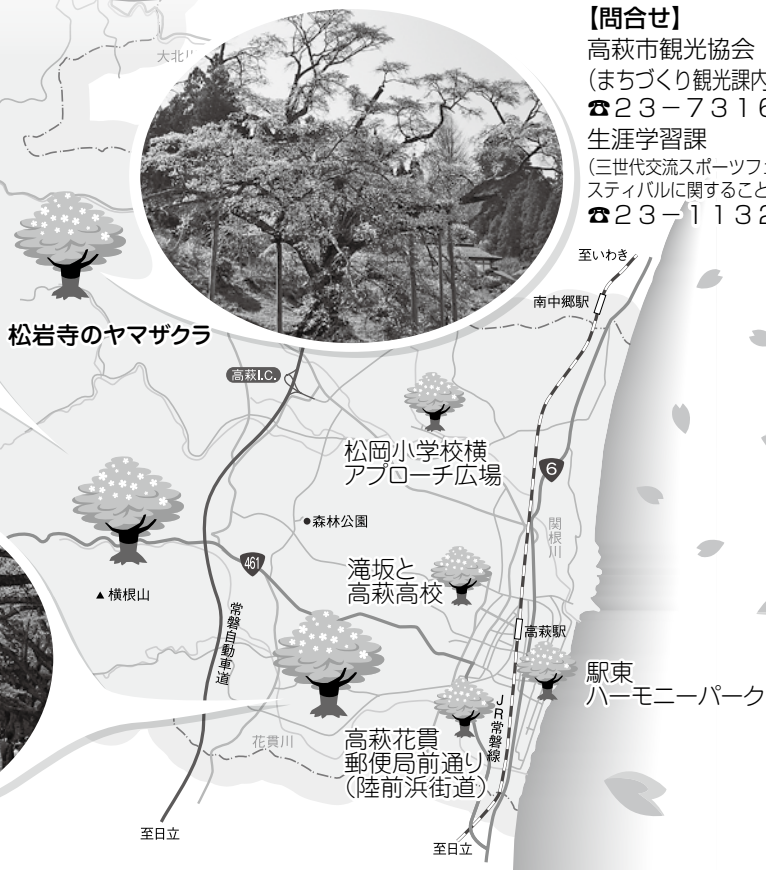 【問合せ】
高萩市観光協会
(まちづくり観光課内
☎23－7316
生涯学習課
(三世代交流スポーツフェ
スティバルに関すること
☎23－1132
大北川
松岩寺のヤマザクラ
至いわき
南中郷駅
高萩I.C.
松岡小学校横
アプローチ広場
6
関根川
●森林公園
461
滝坂と
高萩高校
▲横根山
常磐自動車道
高萩駅
駅東
ハーモニーパーク
JR常磐線
花貫川
高萩花貫
郵便局前通り
(陸前浜街道)
至日立
至日立